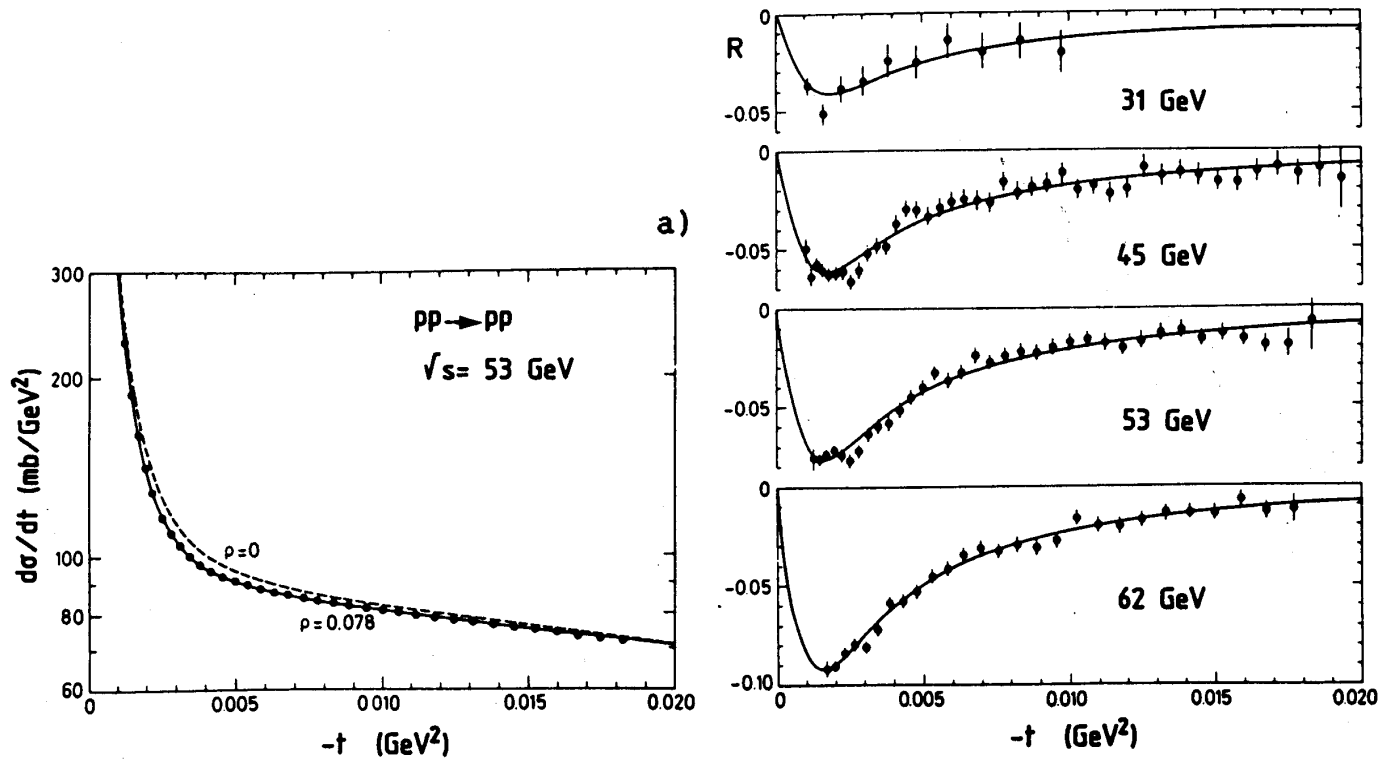 a)
300
200
100
80
60
dσ/dt (mb/GeV²)
pp→pp
√s= 53 GeV
ρ=0
ρ=0.078
0 0.005 0.010 0.015 0.020
-t (GeV²)
R
0
-0.05
31 GeV
0
-0.05
45 GeV
0
-0.05
53 GeV
0
-0.05
-0.10
62 GeV
0 0.005 0.010 0.015 0.020
-t (GeV²)